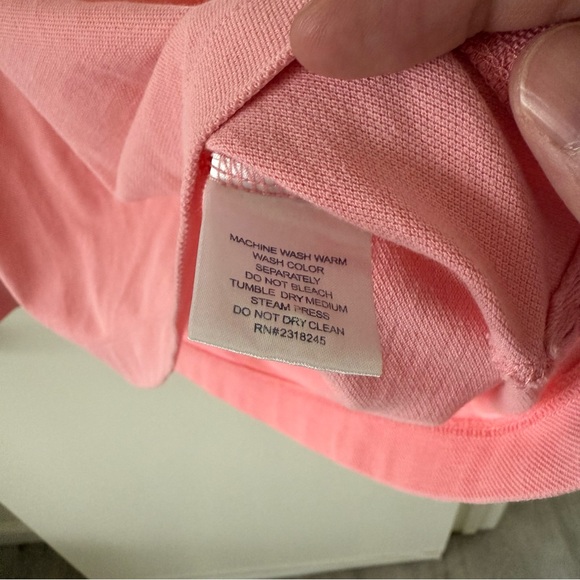 MACHINE WASH WARM
WASH COLOR
SEPARATELY
DO NOT BLEACH
TUMBLE DRY MEDIUM
STEAM PRESS
DO NOT DRY CLEAN
RN#2318245